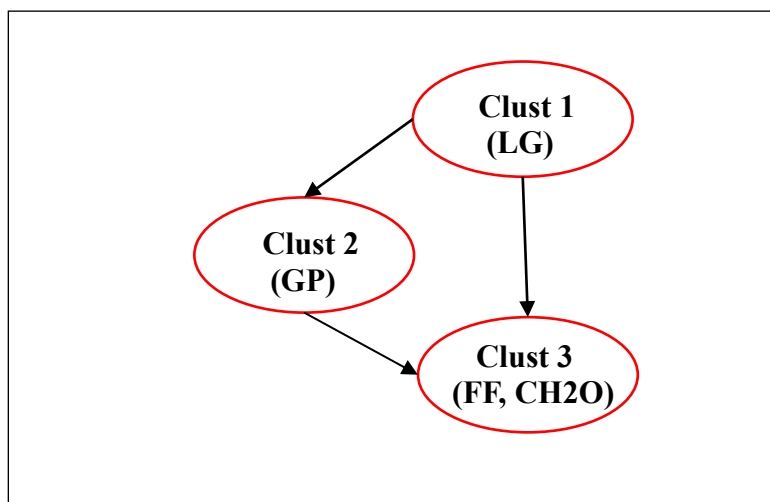 Clust 1
(LG)
Clust 2
(GP)
Clust 3
(FF, CH2O)